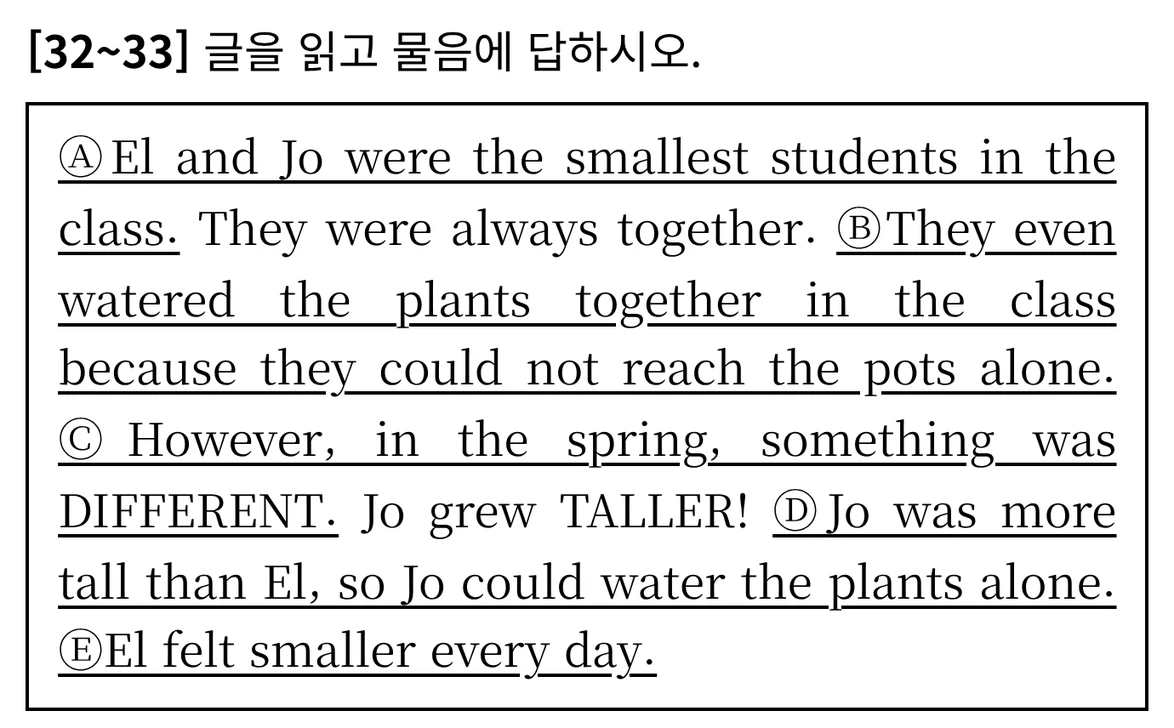 [32~33] 글을 읽고 물음에 답하시오.
ⒶEl and Jo were the smallest students in the
class. They were always together. ⒷThey even
watered the plants together in the class
because they could not reach the pots alone.
Ⓒ However, in the spring, something was
DIFFERENT. Jo grew TALLER! ⒹJo was more
tall than El, so Jo could water the plants alone.
ⒺEl felt smaller every day.